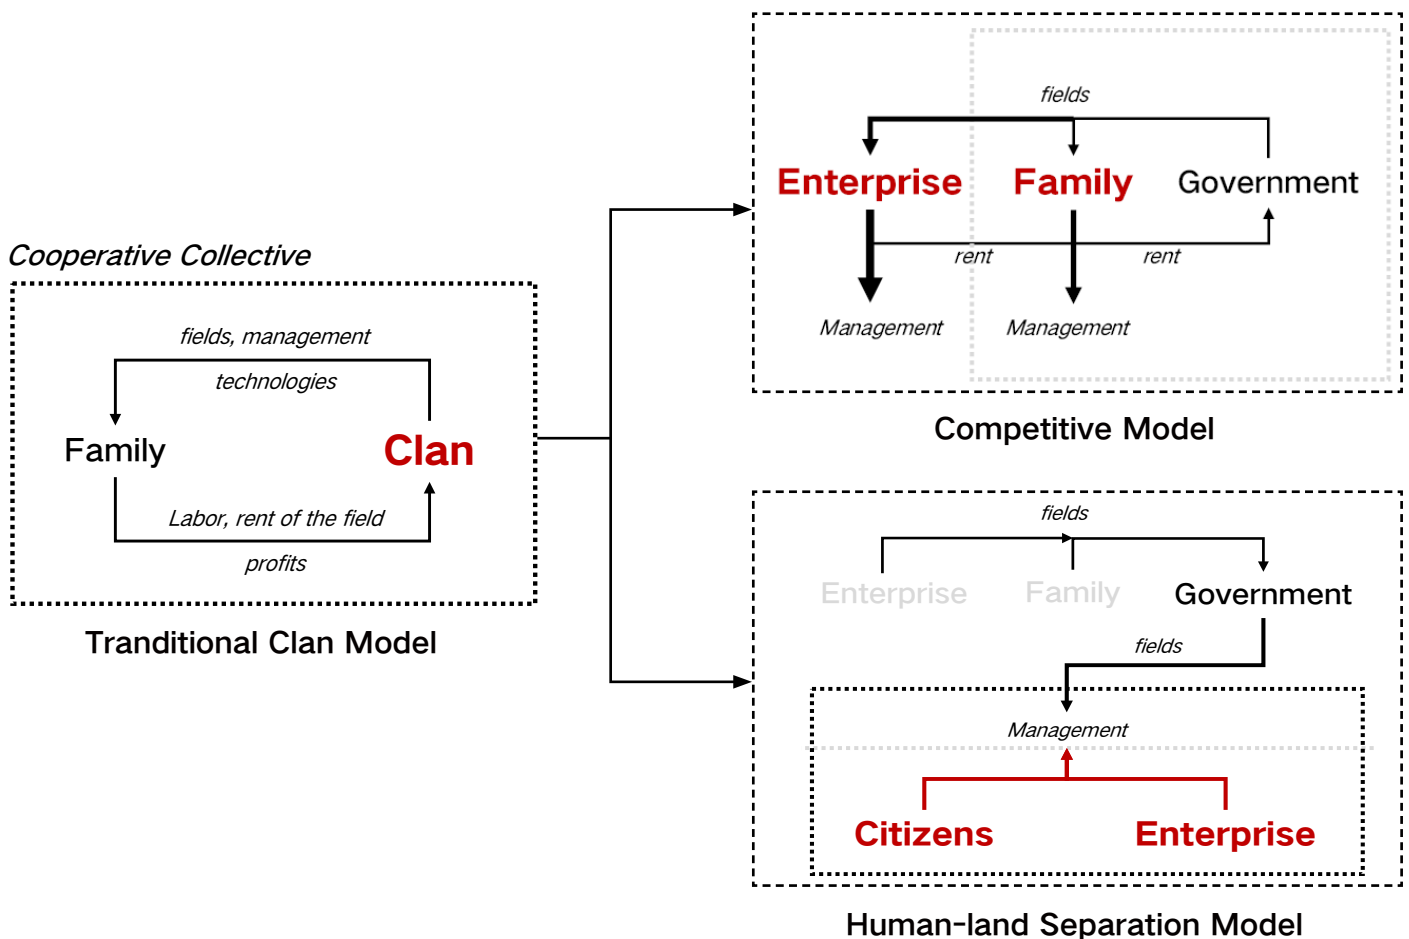 Cooperative Collective
fields, management
technologies
Family
Clan
Labor, rent of the field
profits
Tranditional Clan Model
fields
Enterprise
Family
Government
rent
rent
Management
Management
Competitive Model
fields
Enterprise
Family
Government
fields
Management
Citizens
Enterprise
Human-land Separation Model